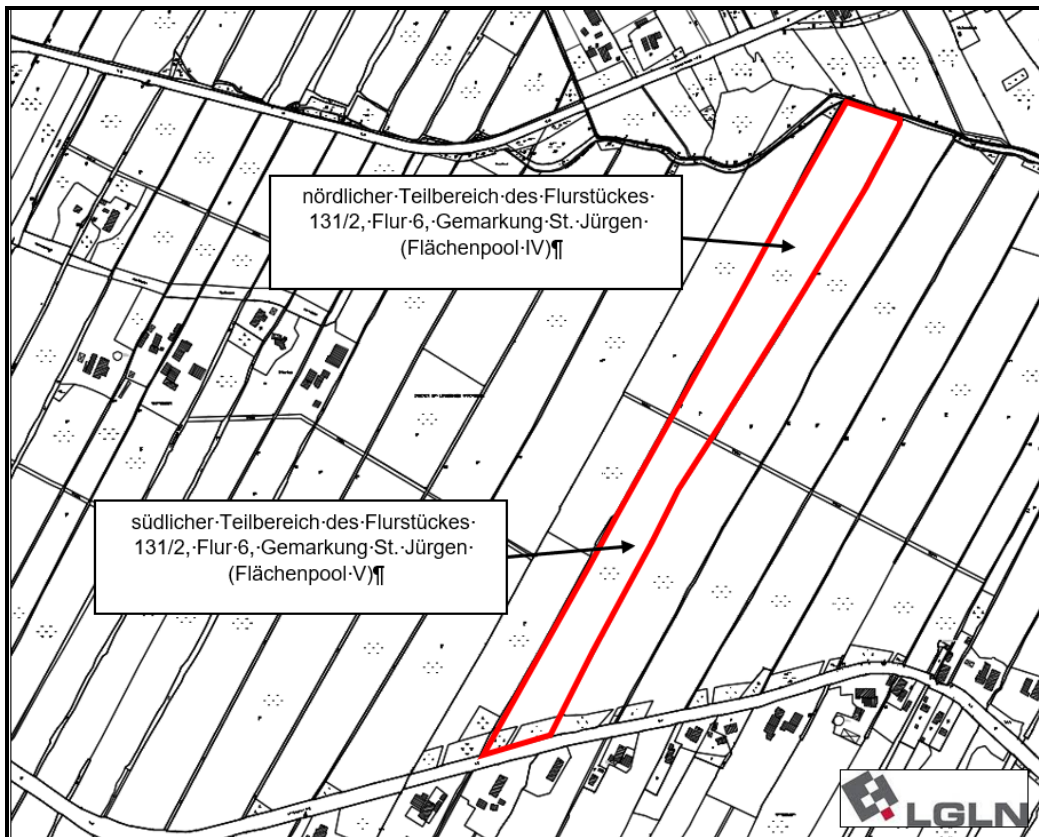 nördlicher·Teilbereich·des·Flurstückes·
131/2,·Flur·6,·Gemarkung·St.·Jürgen·
(Flächenpool·IV)¶
südlicher·Teilbereich·des·Flurstückes·
131/2,·Flur·6,·Gemarkung·St.·Jürgen·
(Flächenpool·V)¶
LGLN